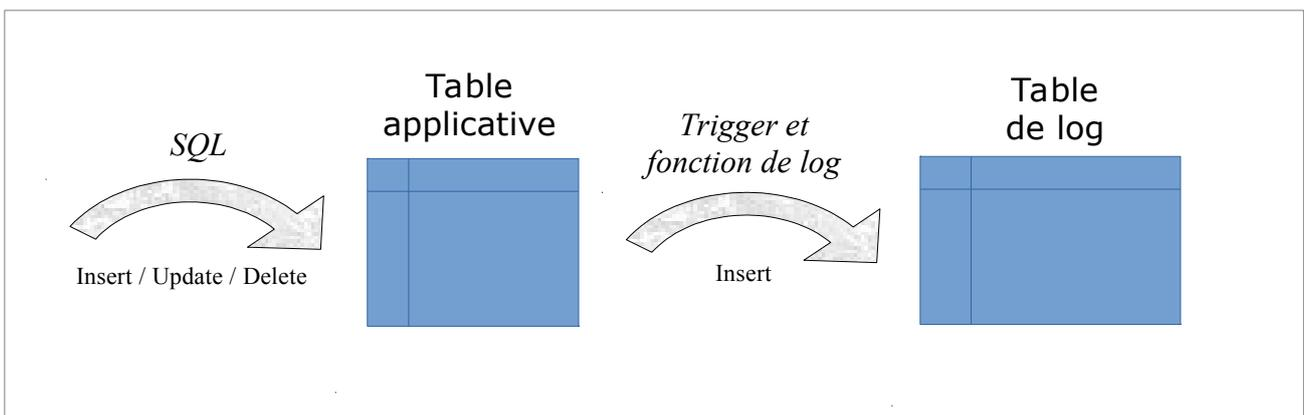 SQL
Insert / Update / Delete
Table
applicative
Trigger et
fonction de log
Insert
Table
de log